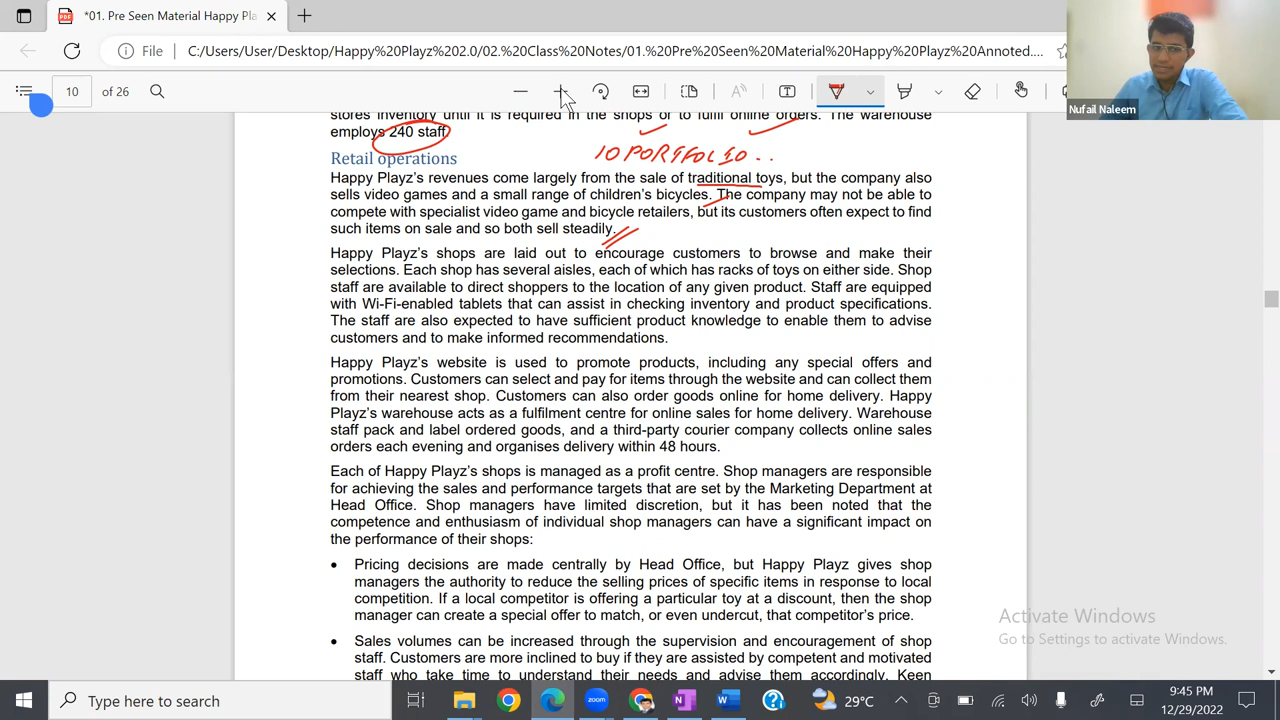 *01. Pre Seen Material Happy Pla
File
C:/Users/User/Desktop/Happy%20Playz%202.0/02.%20Class%20Notes/01.%20Pre%20Seen%20Material%20Happy%20Playz%20Annoted....
10 of 26
Nufail Naleem
stores inventory until it is required in the shops or to fulfil online orders. The warehouse
employs 240 staff
10 PORTFOLIO..
Retail operations
Happy Playz's revenues come largely from the sale of traditional toys, but the company also
sells video games and a small range of children's bicycles. The company may not be able to
compete with specialist video game and bicycle retailers, but its customers often expect to find
such items on sale and so both sell steadily.
Happy Playz's shops are laid out to encourage customers to browse and make their
selections. Each shop has several aisles, each of which has racks of toys on either side. Shop
staff are available to direct shoppers to the location of any given product. Staff are equipped
with Wi-Fi-enabled tablets that can assist in checking inventory and product specifications.
The staff are also expected to have sufficient product knowledge to enable them to advise
customers and to make informed recommendations.
Happy Playz's website is used to promote products, including any special offers and
promotions. Customers can select and pay for items through the website and can collect them
from their nearest shop. Customers can also order goods online for home delivery. Happy
Playz's warehouse acts as a fulfilment centre for online sales for home delivery. Warehouse
staff pack and label ordered goods, and a third-party courier company collects online sales
orders each evening and organises delivery within 48 hours.
Each of Happy Playz's shops is managed as a profit centre. Shop managers are responsible
for achieving the sales and performance targets that are set by the Marketing Department at
Head Office. Shop managers have limited discretion, but it has been noted that the
competence and enthusiasm of individual shop managers can have a significant impact on
the performance of their shops:
• Pricing decisions are made centrally by Head Office, but Happy Playz gives shop
managers the authority to reduce the selling prices of specific items in response to local
competition. If a local competitor is offering a particular toy at a discount, then the shop
manager can create a special offer to match, or even undercut, that competitor's price.
• Sales volumes can be increased through the supervision and encouragement of shop
staff. Customers are more inclined to buy if they are assisted by competent and motivated
staff who take time to understand their needs and advise them accordingly. Keen
Activate Windows
Go to Settings to activate Windows.
Type here to search
zoom
29°C
9:45 PM
12/29/2022